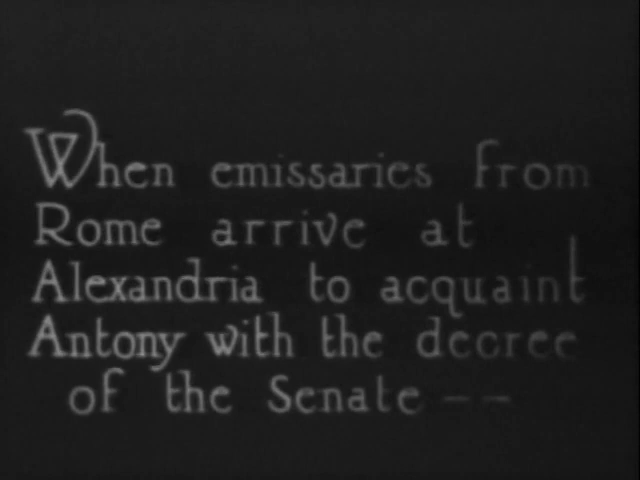 When emissaries from
Rome arrive at
Alexandria to acquaint
Antony with the decree
of the Senate --